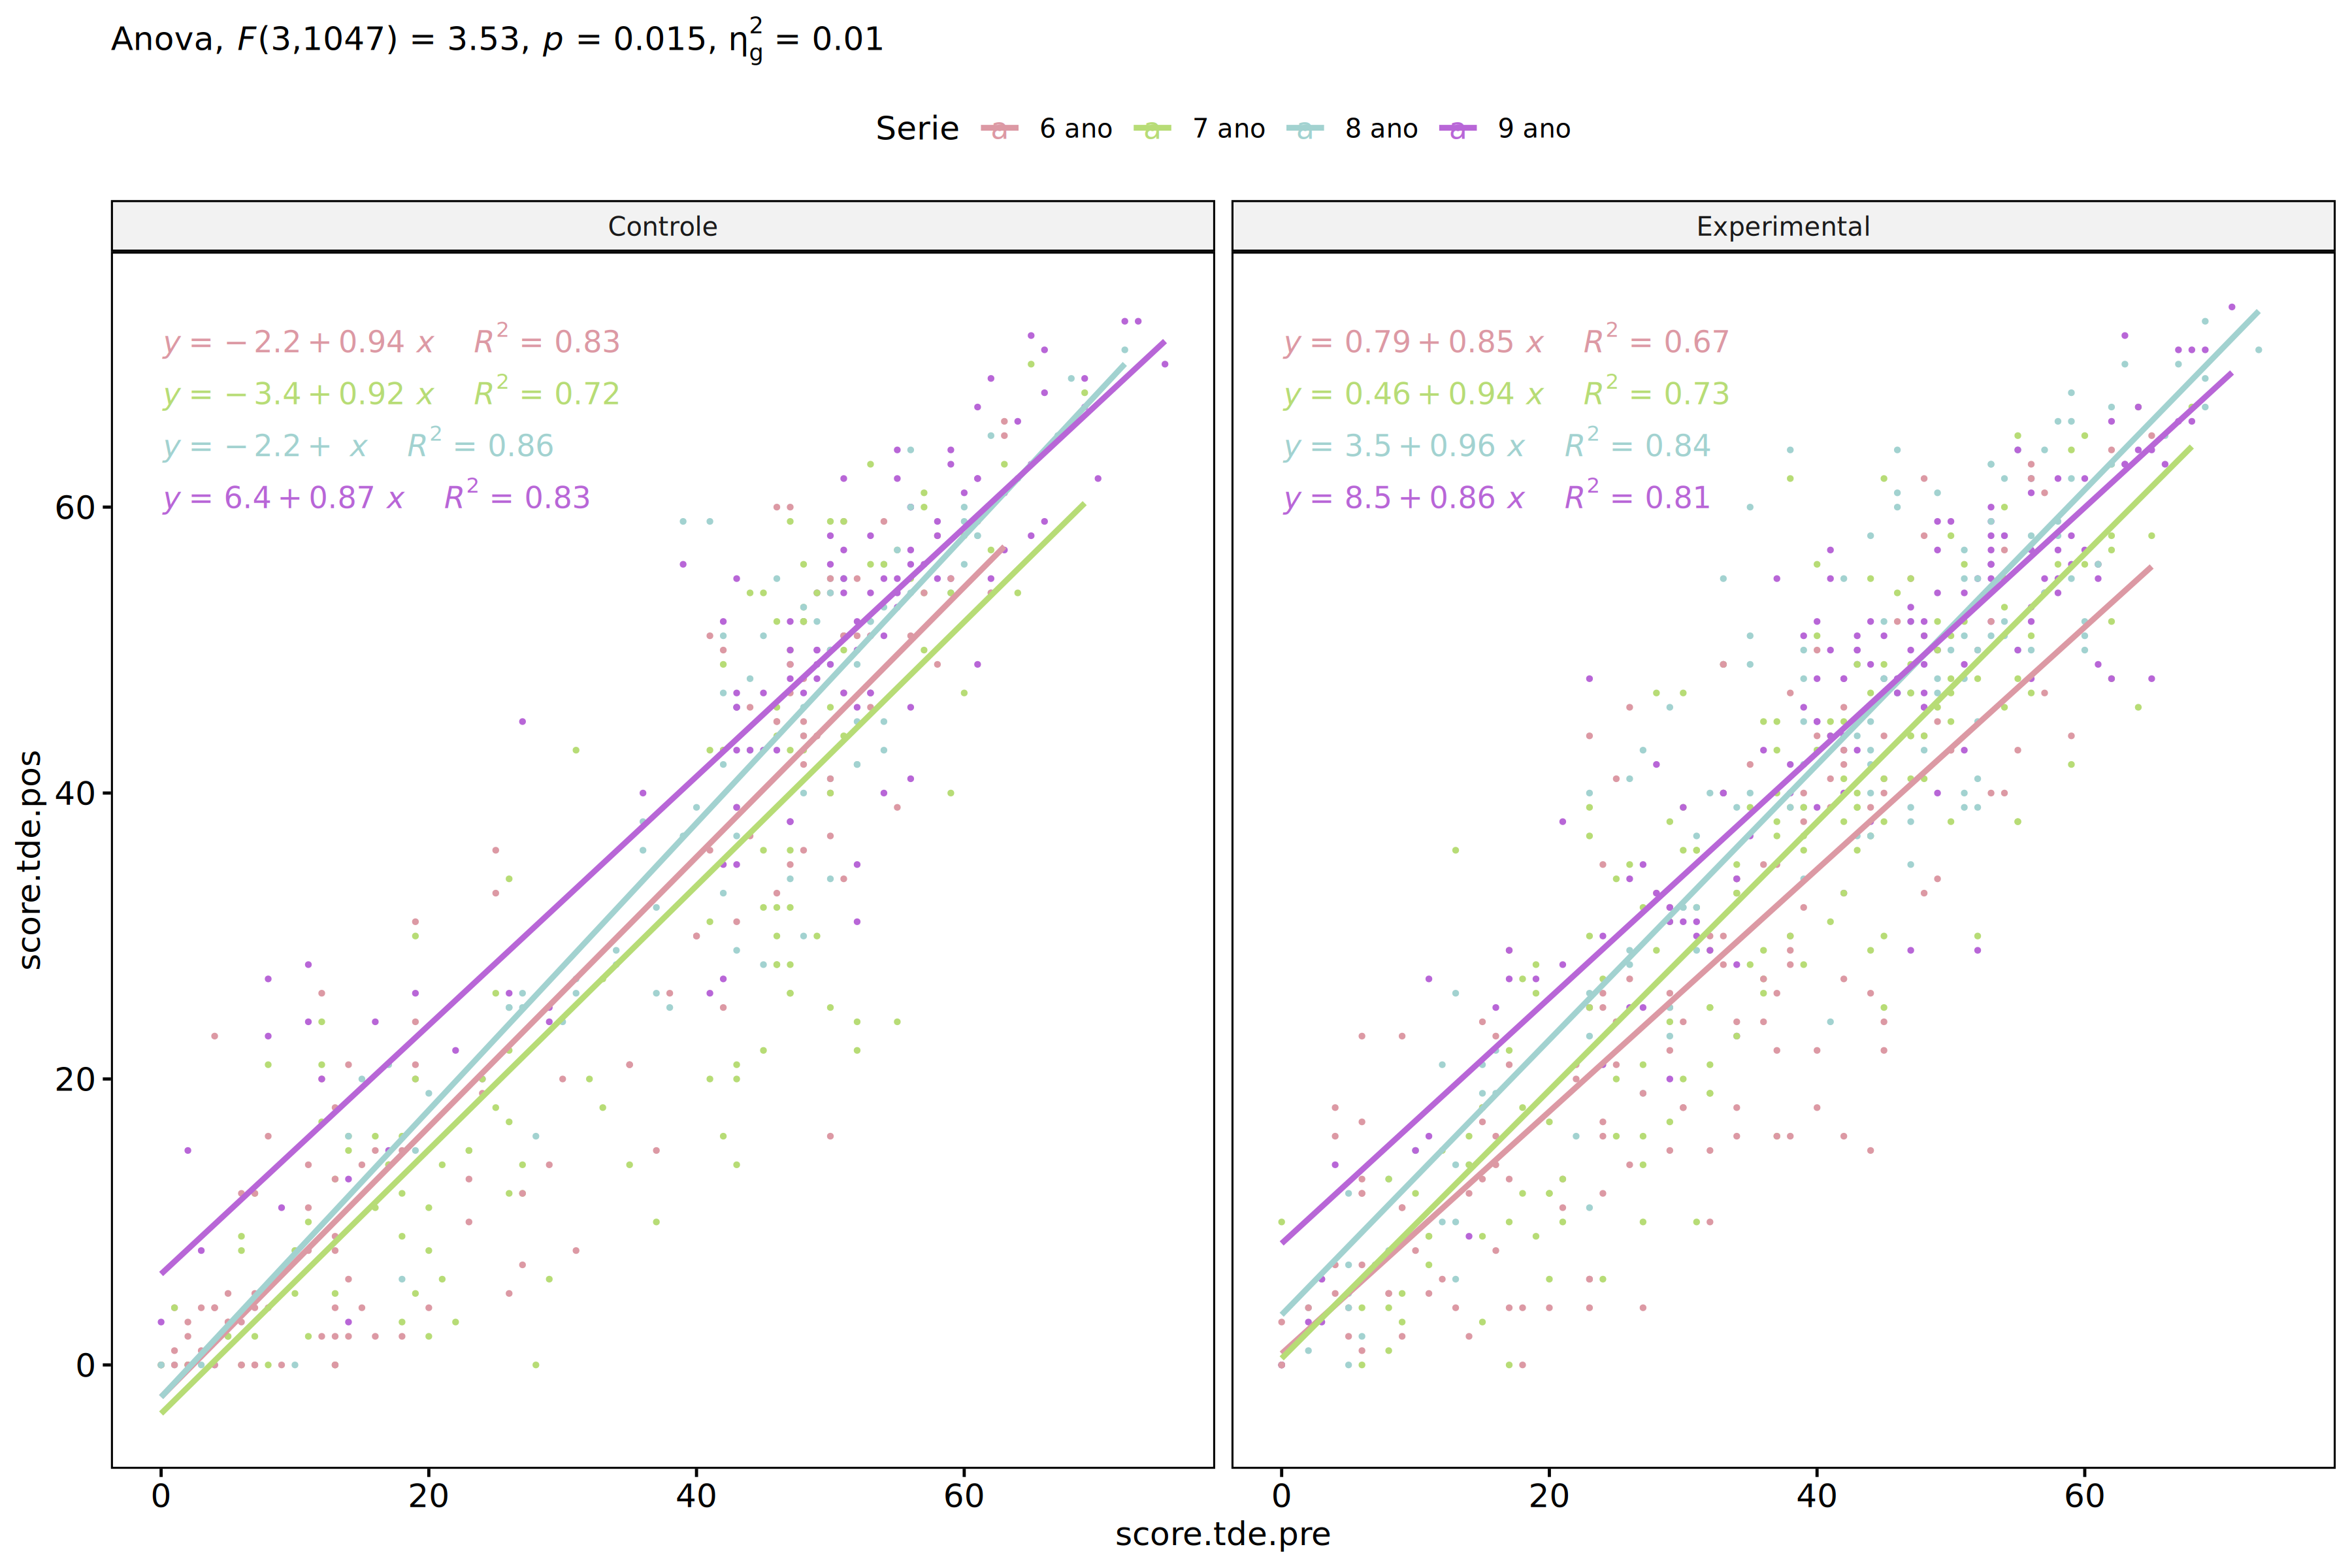 Anova, F(3,1047) = 3.53, p = 0.015, η²g = 0.01
Serie a 6 ano a 7 ano a 8 ano a 9 ano
Controle
y = −2.2 + 0.94 x R² = 0.83
y = −3.4 + 0.92 x R² = 0.72
y = −2.2 + x R² = 0.86
y = 6.4 + 0.87 x R² = 0.83
Experimental
y = 0.79 + 0.85 x R² = 0.67
y = 0.46 + 0.94 x R² = 0.73
y = 3.5 + 0.96 x R² = 0.84
y = 8.5 + 0.86 x R² = 0.81
score.tde.pos
60
40
20
0
0 20 40 60
0 20 40 60
score.tde.pre